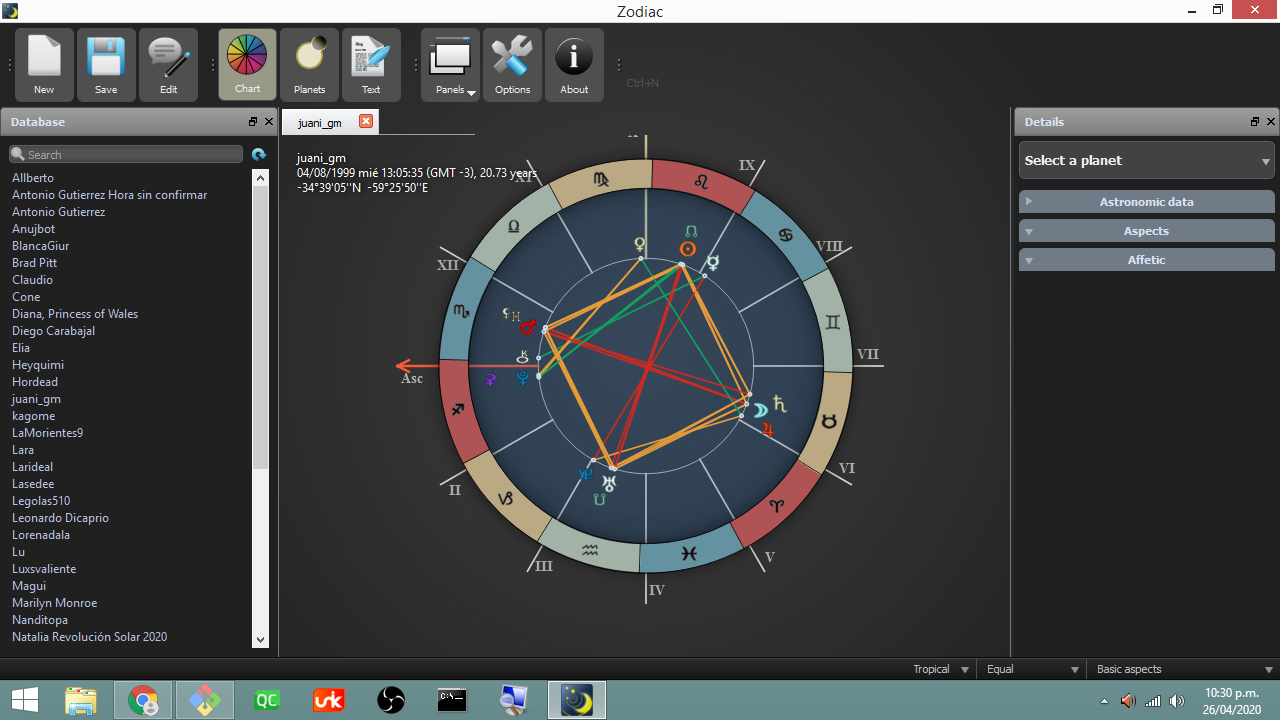 Zodiac
New
Save
Edit
Chart
Planets
Text
Panels
Options
About
Ctrl+N
Database
juani_gm
Details
Search
Allberto
Antonio Gutierrez Hora sin confirmar
Antonio Gutierrez
Anujbot
BlancaGiur
Brad Pitt
Claudio
Cone
Diana, Princess of Wales
Diego Carabajal
Elia
Heyquimi
Hordead
juani_gm
kagome
LaMorientes9
Lara
Larideal
Lasedee
Legolas510
Leonardo Dicaprio
Lorenadala
Lu
Luxsvaliente
Magui
Marilyn Monroe
Nanditopa
Natalia Revolución Solar 2020
juani_gm
04/08/1999 mié 13:05:35 (GMT -3), 20.73 years
-34°39'05''N -59°25'50''E
XI
IX
VIII
XII
VII
Asc
VI
II
V
III
IV
Select a planet
Astronomic data
Aspects
Affetic
Tropical
Equal
Basic aspects
QC
usk
10:30 p.m.
26/04/2020